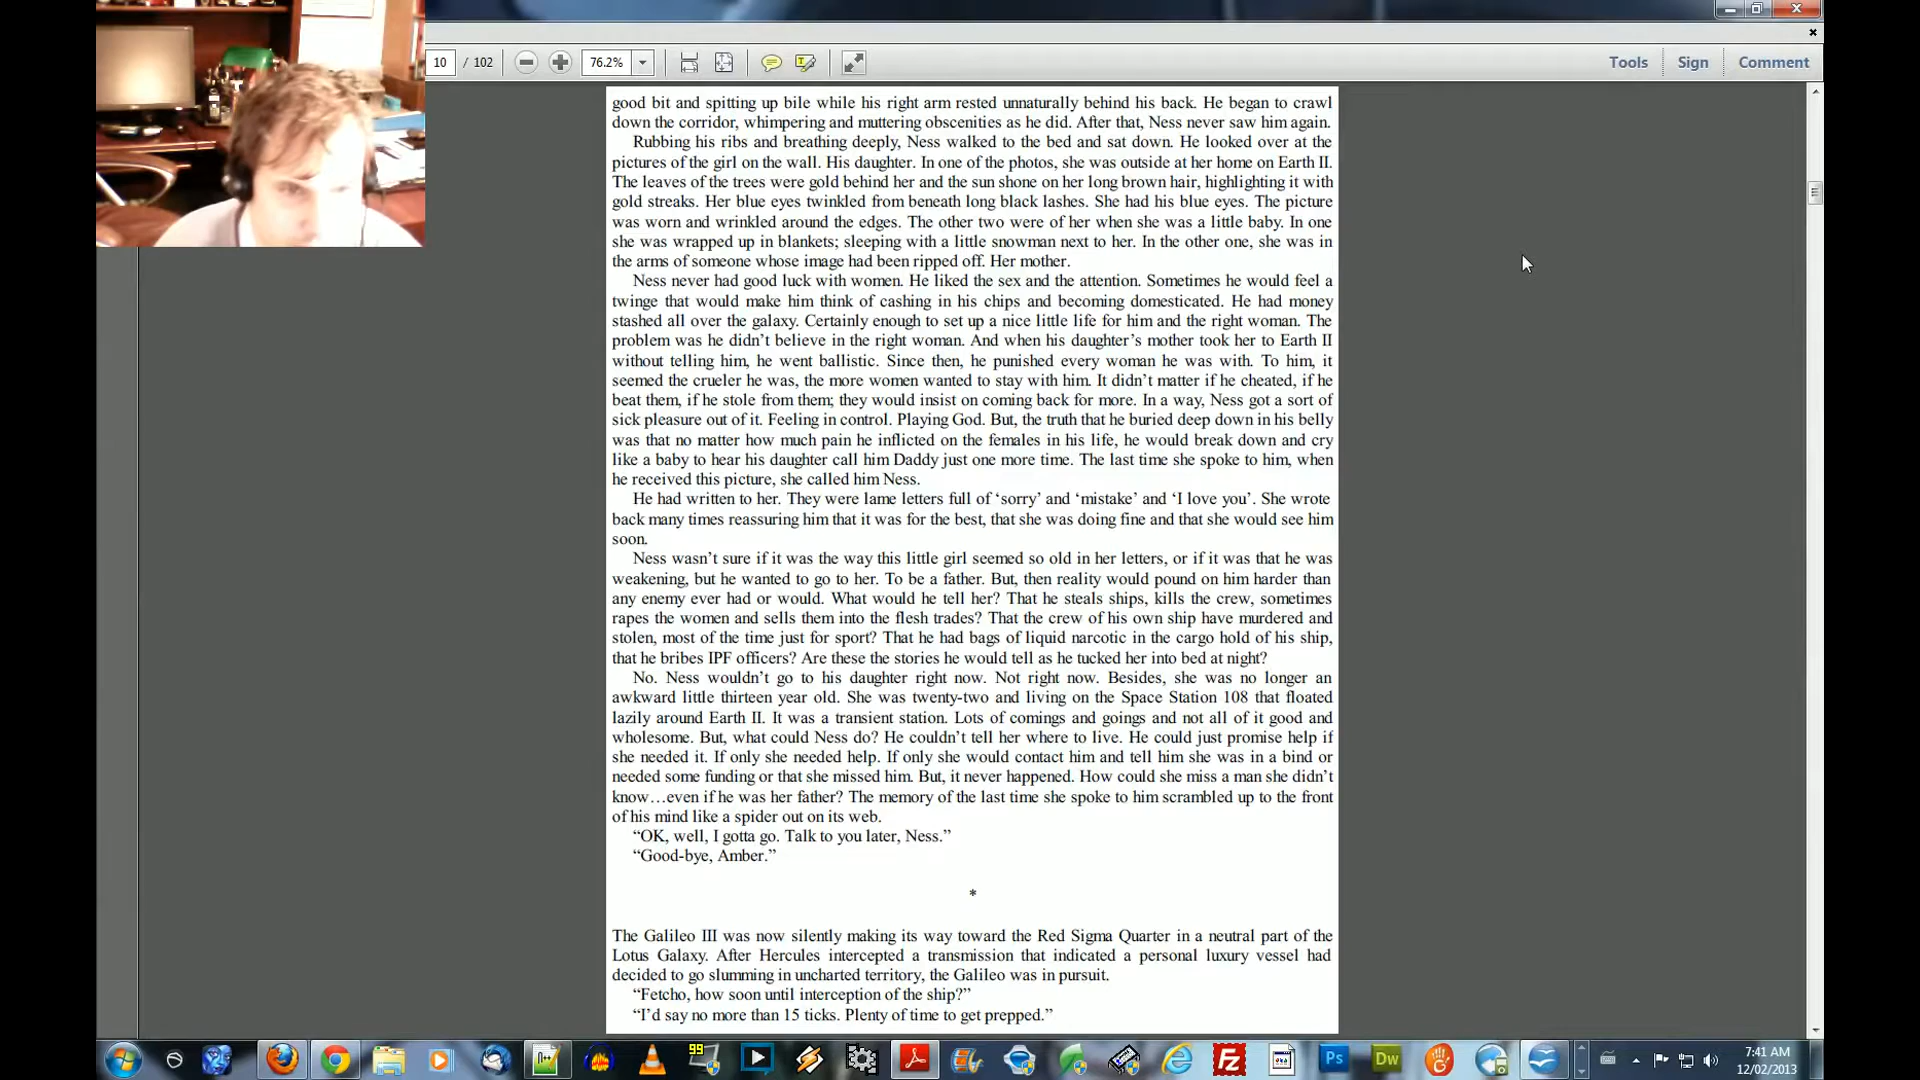 10 / 102 76.2% Tools Sign Comment
good bit and spitting up bile while his right arm rested unnaturally behind his back. He began to crawl
down the corridor, whimpering and muttering obscenities as he did. After that, Ness never saw him again.
Rubbing his ribs and breathing deeply, Ness walked to the bed and sat down. He looked over at the
pictures of the girl on the wall. His daughter. In one of the photos, she was outside at her home on Earth II.
The leaves of the trees were gold behind her and the sun shone on her long brown hair, highlighting it with
gold streaks. Her blue eyes twinkled from beneath long black lashes. She had his blue eyes. The picture
was worn and wrinkled around the edges. The other two were of her when she was a little baby. In one
she was wrapped up in blankets; sleeping with a little snowman next to her. In the other one, she was in
the arms of someone whose image had been ripped off. Her mother.
Ness never had good luck with women. He liked the sex and the attention. Sometimes he would feel a
twinge that would make him think of cashing in his chips and becoming domesticated. He had money
stashed all over the galaxy. Certainly enough to set up a nice little life for him and the right woman. The
problem was he didn’t believe in the right woman. And when his daughter’s mother took her to Earth II
without telling him, he went ballistic. Since then, he punished every woman he was with. To him, it
seemed the crueler he was, the more women wanted to stay with him. It didn’t matter if he cheated, if he
beat them, if he stole from them; they would insist on coming back for more. In a way, Ness got a sort of
sick pleasure out of it. Feeling in control. Playing God. But, the truth that he buried deep down in his belly
was that no matter how much pain he inflicted on the females in his life, he would break down and cry
like a baby to hear his daughter call him Daddy just one more time. The last time she spoke to him, when
he received this picture, she called him Ness.
He had written to her. They were lame letters full of ‘sorry’ and ‘mistake’ and ‘I love you’. She wrote
back many times reassuring him that it was for the best, that she was doing fine and that she would see him
soon.
Ness wasn’t sure if it was the way this little girl seemed so old in her letters, or if it was that he was
weakening, but he wanted to go to her. To be a father. But, then reality would pound on him harder than
any enemy ever had or would. What would he tell her? That he steals ships, kills the crew, sometimes
rapes the women and sells them into the flesh trades? That the crew of his own ship have murdered and
stolen, most of the time just for sport? That he had bags of liquid narcotic in the cargo hold of his ship,
that he bribes IPF officers? Are these the stories he would tell as he tucked her into bed at night?
No. Ness wouldn’t go to his daughter right now. Not right now. Besides, she was no longer an
awkward little thirteen year old. She was twenty-two and living on the Space Station 108 that floated
lazily around Earth II. It was a transient station. Lots of comings and goings and not all of it good and
wholesome. But, what could Ness do? He couldn’t tell her where to live. He could just promise help if
she needed it. If only she needed help. If only she would contact him and tell him she was in a bind or
needed some funding or that she missed him. But, it never happened. How could she miss a man she didn’t
know…even if he was her father? The memory of the last time she spoke to him scrambled up to the front
of his mind like a spider out on its web.
“OK, well, I gotta go. Talk to you later, Ness.”
“Good-bye, Amber.”
*
The Galileo III was now silently making its way toward the Red Sigma Quarter in a neutral part of the
Lotus Galaxy. After Hercules intercepted a transmission that indicated a personal luxury vessel had
decided to go slumming in uncharted territory, the Galileo was in pursuit.
“Fetcho, how soon until interception of the ship?”
“I’d say no more than 15 ticks. Plenty of time to get prepped.”
99 Fz Ps Dw
7:41 AM
12/02/2013